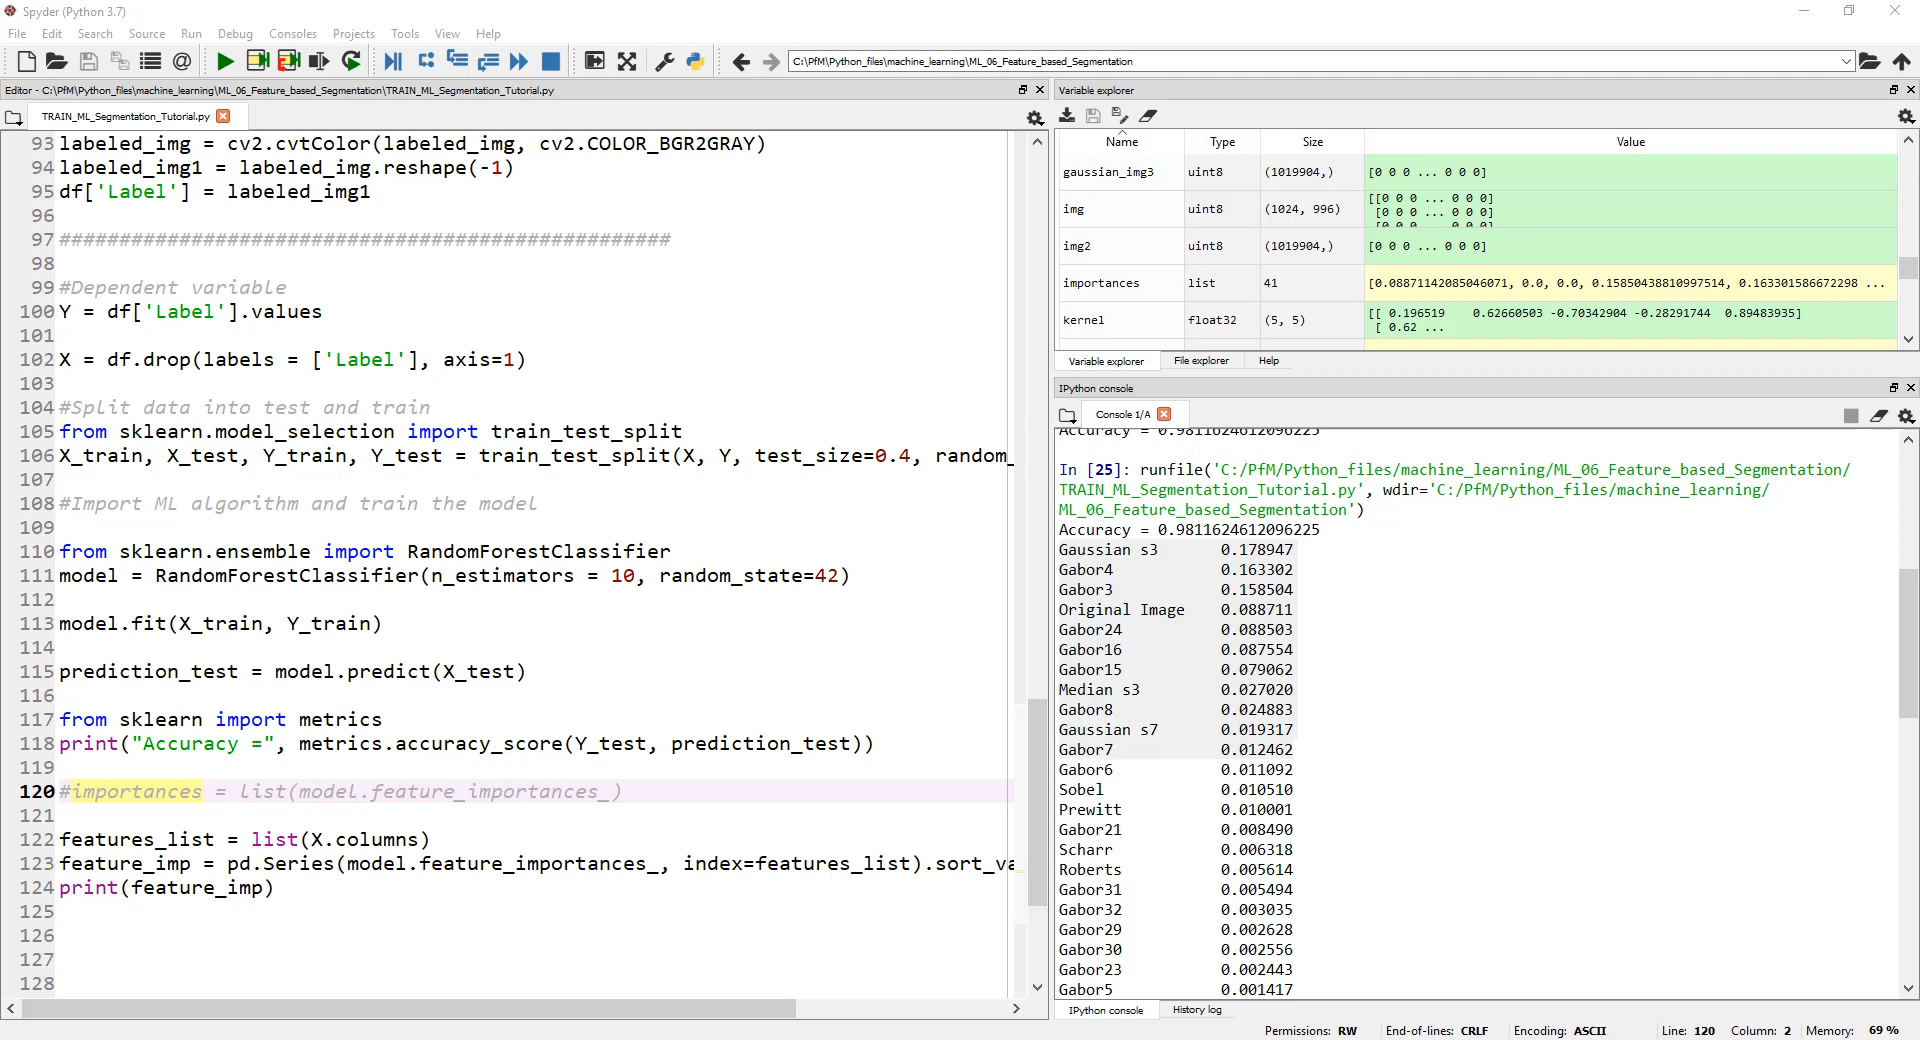 Spyder (Python 3.7)
File Edit Search Source Run Debug Consoles Projects Tools View Help
C:\PfM\Python_files\machine_learning\ML_06_Feature_based_Segmentation
Editor - C:\PfM\Python_files\machine_learning\ML_06_Feature_based_Segmentation\TRAIN_ML_Segmentation_Tutorial.py
TRAIN_ML_Segmentation_Tutorial.py
93 labeled_img = cv2.cvtColor(labeled_img, cv2.COLOR_BGR2GRAY)
94 labeled_img1 = labeled_img.reshape(-1)
95 df['Label'] = labeled_img1
96
97 ###################################################
98
99 #Dependent variable
100 Y = df['Label'].values
101
102 X = df.drop(labels = ['Label'], axis=1)
103
104 #Split data into test and train
105 from sklearn.model_selection import train_test_split
106 X_train, X_test, Y_train, Y_test = train_test_split(X, Y, test_size=0.4, random_
107
108 #Import ML algorithm and train the model
109
110 from sklearn.ensemble import RandomForestClassifier
111 model = RandomForestClassifier(n_estimators = 10, random_state=42)
112
113 model.fit(X_train, Y_train)
114
115 prediction_test = model.predict(X_test)
116
117 from sklearn import metrics
118 print("Accuracy =", metrics.accuracy_score(Y_test, prediction_test))
119
120 #importances = list(model.feature_importances_)
121
122 features_list = list(X.columns)
123 feature_imp = pd.Series(model.feature_importances_, index=features_list).sort_va
124 print(feature_imp)
125
126
127
128
Variable explorer
Name Type Size Value
gaussian_img3 uint8 (1019904,) [0 0 0 ... 0 0 0]
img uint8 (1024, 996) [[0 0 0 ... 0 0 0]
[0 0 0 ... 0 0 0]
[0 0 0 ... 0 0 0]
img2 uint8 (1019904,) [0 0 0 ... 0 0 0]
importances list 41 [0.08871142085046071, 0.0, 0.0, 0.15850438810997514, 0.163301586672298 ...
kernel float32 (5, 5) [[ 0.196519 0.62660503 -0.70342904 -0.28291744 0.89483935]
[ 0.62 ...
Variable explorer File explorer Help
IPython console
Console 1/A
Accuracy = 0.9811624612096225
In [25]: runfile('C:/PfM/Python_files/machine_learning/ML_06_Feature_based_Segmentation/
TRAIN_ML_Segmentation_Tutorial.py', wdir='C:/PfM/Python_files/machine_learning/
ML_06_Feature_based_Segmentation')
Accuracy = 0.9811624612096225
Gaussian s3 0.178947
Gabor4 0.163302
Gabor3 0.158504
Original Image 0.088711
Gabor24 0.088503
Gabor16 0.087554
Gabor15 0.079062
Median s3 0.027020
Gabor8 0.024883
Gaussian s7 0.019317
Gabor7 0.012462
Gabor6 0.011092
Sobel 0.010510
Prewitt 0.010001
Gabor21 0.008490
Scharr 0.006318
Roberts 0.005614
Gabor31 0.005494
Gabor32 0.003035
Gabor29 0.002628
Gabor30 0.002556
Gabor23 0.002443
Gabor5 0.001417
IPython console History log
Permissions: RW End-of-lines: CRLF Encoding: ASCII Line: 120 Column: 2 Memory: 69 %